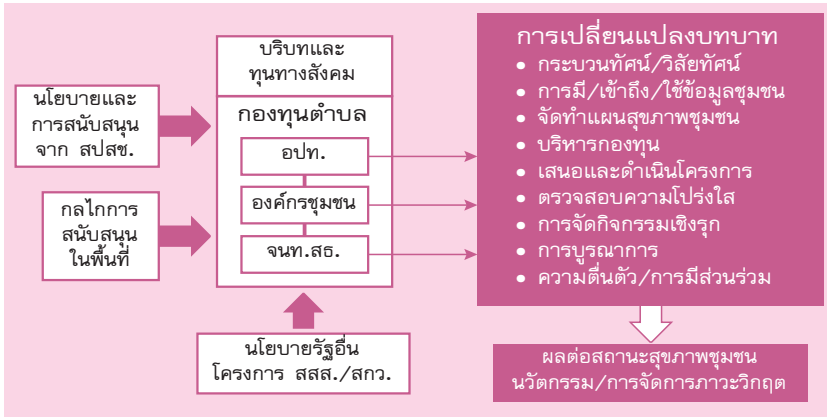 บริบทและ
ทุนทางสังคม
นโยบายและ
การสนับสนุน
จาก สปสช.
กลไกการ
สนับสนุน
ในพื้นที่
กองทุนตำบล
อปท.
องค์กรชุมชน
จนท.สธ.
นโยบายรัฐอื่น
โครงการ สสส./สกว.
การเปลี่ยนแปลงบทบาท
• กระบวนทัศน์/วิสัยทัศน์
• การมี/เข้าถึง/ใช้ข้อมูลชุมชน
• จัดทำแผนสุขภาพชุมชน
• บริหารกองทุน
• เสนอและดำเนินโครงการ
• ตรวจสอบความโปร่งใส
• การจัดกิจกรรมเชิงรุก
• การบูรณาการ
• ความตื่นตัว/การมีส่วนร่วม
ผลต่อสถานะสุขภาพชุมชน
นวัตกรรม/การจัดการภาวะวิกฤต